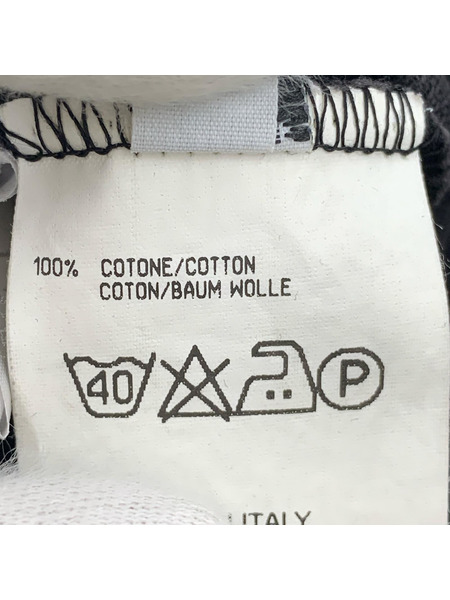 100% COTONE/COTTON
COTON/BAUM WOLLE
40 P
ITALY